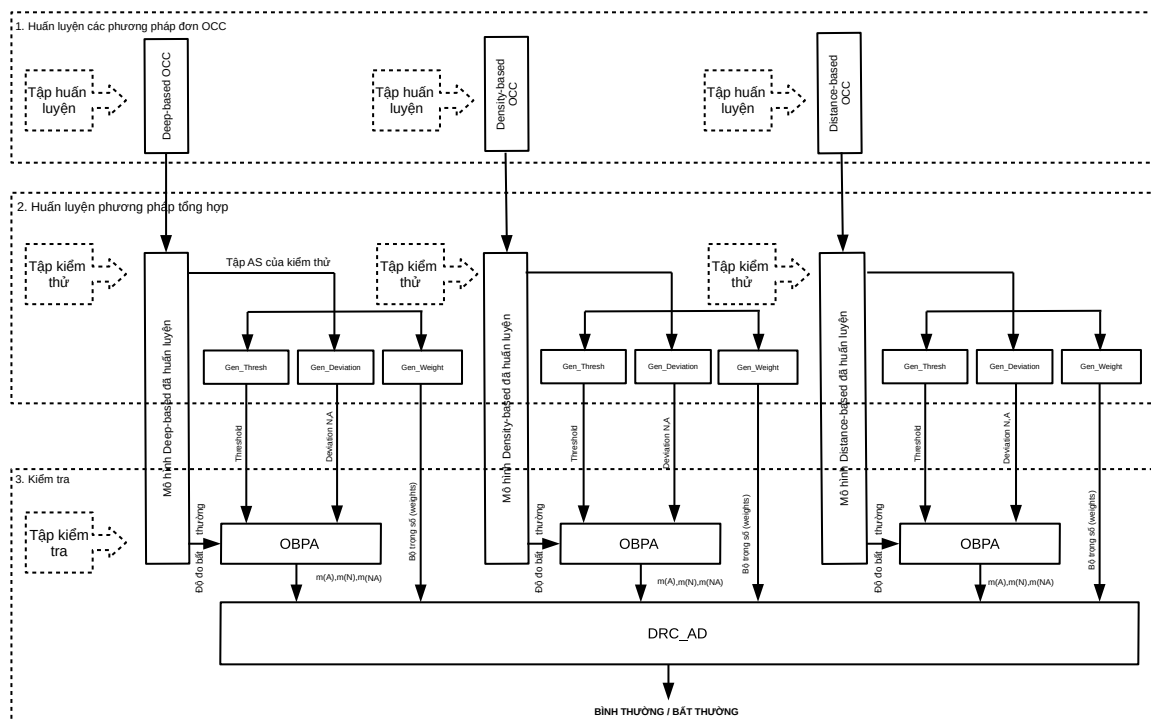 1. Huấn luyện các phương pháp đơn OCC
Tập huấn
luyện
Deep-based OCC
Tập huấn
luyện
Density-based
OCC
Tập huấn
luyện
Distance-based
OCC
2. Huấn luyện phương pháp tổng hợp
Tập kiểm
thử
Mô hình Deep-based đã huấn luyện
Tập AS của kiểm thử
Gen_Thresh
Gen_Deviation
Gen_Weight
Tập kiểm
thử
Mô hình Density-based đã huấn luyện
Gen_Thresh
Gen_Deviation
Gen_Weight
Tập kiểm
thử
Mô hình Distance-based đã huấn luyện
Gen_Thresh
Gen_Deviation
Gen_Weight
Threshold
Deviation N,A
Bộ trọng số (weights)
Threshold
Deviation N,A
Bộ trọng số (weights)
Threshold
Deviation N,A
Bộ trọng số (weights)
3. Kiểm tra
Tập kiểm
tra
Độ đo bất thường
OBPA
m(A),m(N),m(NA)
Độ đo bất thường
OBPA
m(A),m(N),m(NA)
Độ đo bất thường
OBPA
m(A),m(N),m(NA)
DRC_AD
BÌNH THƯỜNG / BẤT THƯỜNG